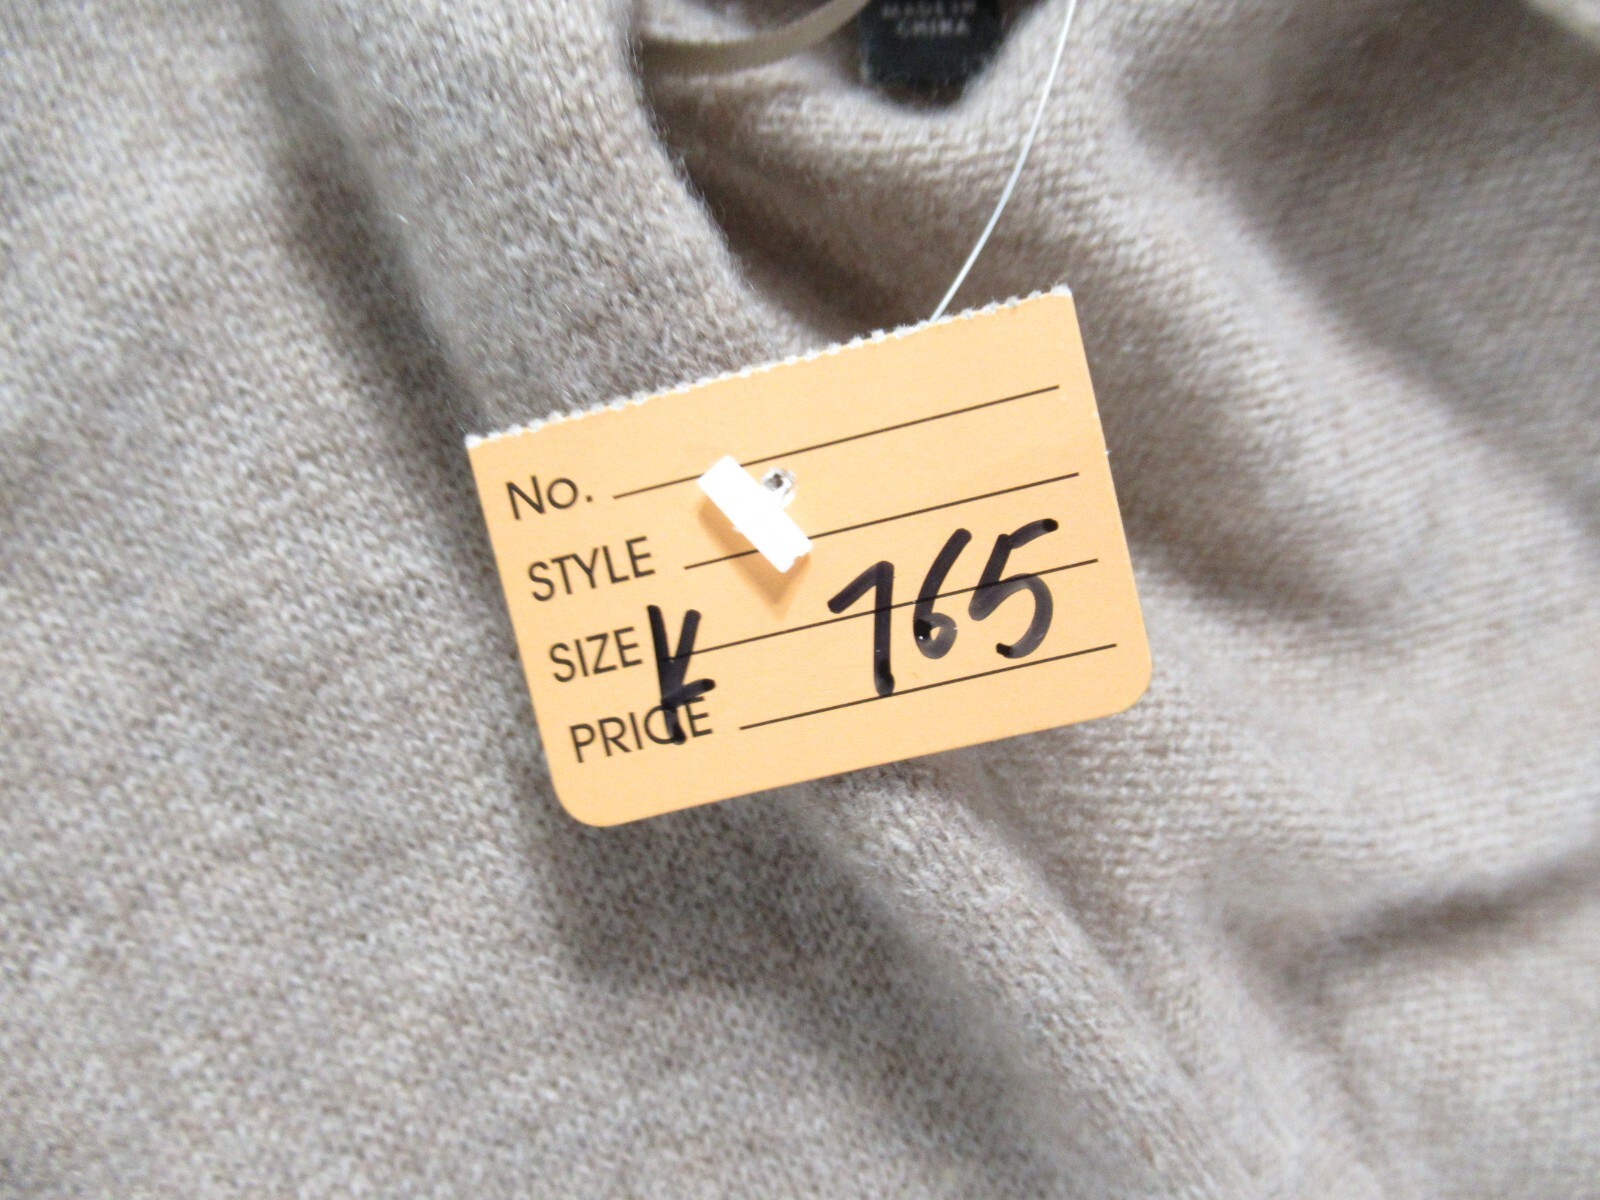 MADE IN
CHINA
No.
STYLE
SIZE
K 765
PRICE